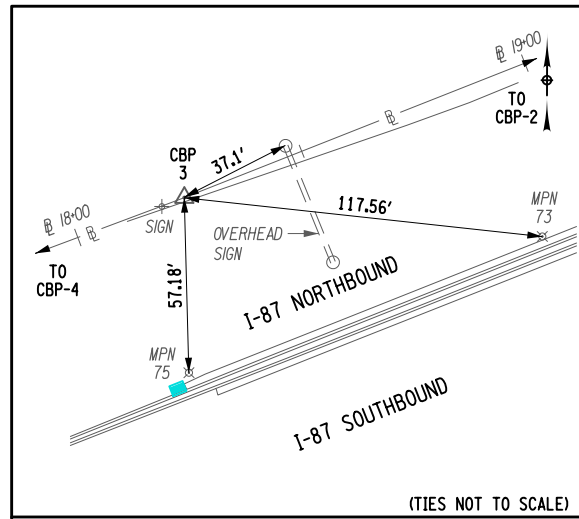 ℄ 19+00
TO
CBP-2
℄
CBP
3
37.1'
117.56'
MPN
73
SIGN
OVERHEAD
SIGN
℄ 18+00
℄
TO
CBP-4
57.18'
I-87 NORTHBOUND
MPN
75
I-87 SOUTHBOUND
(TIES NOT TO SCALE)